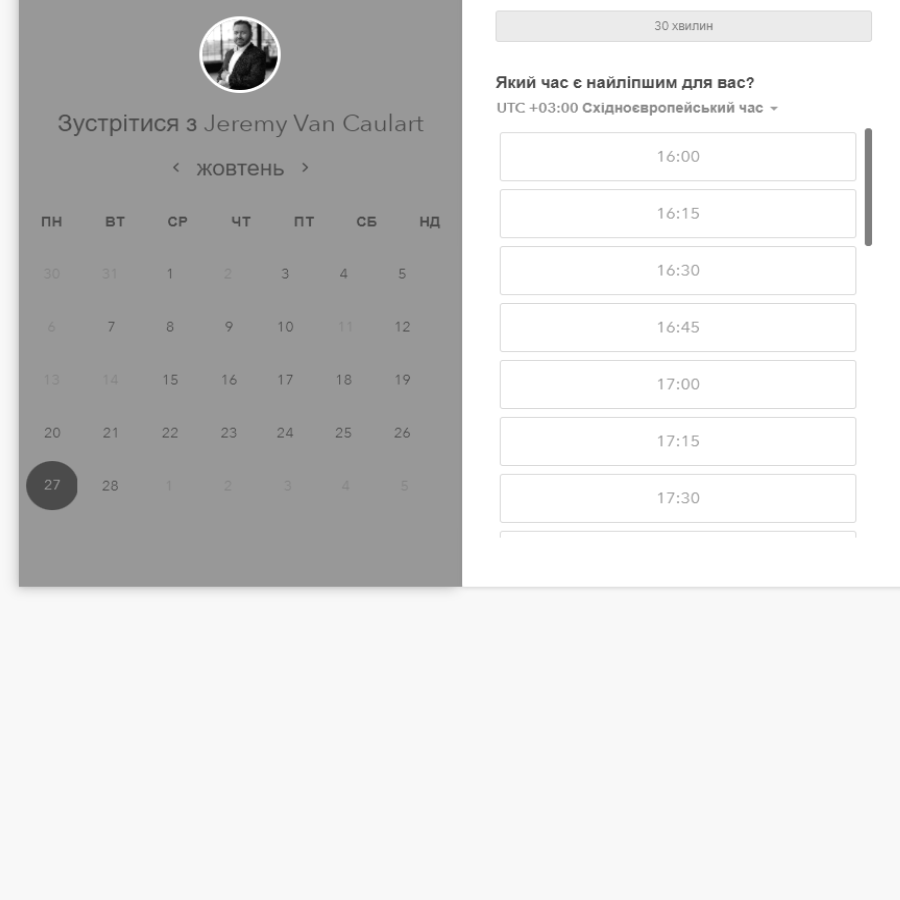 Зустрітися з Jeremy Van Caulart
жовтень
ПН ВТ СР ЧТ ПТ СБ НД
30 31 1 2 3 4 5
6 7 8 9 10 11 12
13 14 15 16 17 18 19
20 21 22 23 24 25 26
27 28 1 2 3 4 5
30 хвилин
Який час є найліпшим для вас?
UTC +03:00 Східноєвропейський час
16:00
16:15
16:30
16:45
17:00
17:15
17:30